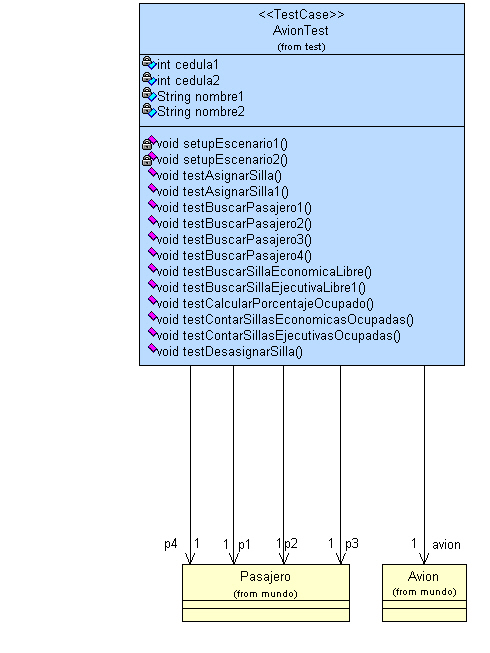 <<TestCase>>
AvionTest
(from test)
int cedula1
int cedula2
String nombre1
String nombre2
void setupEscenario1()
void setupEscenario2()
void testAsignarSilla()
void testAsignarSilla1()
void testBuscarPasajero1()
void testBuscarPasajero2()
void testBuscarPasajero3()
void testBuscarPasajero4()
void testBuscarSillaEconomicaLibre()
void testBuscarSillaEjecutivaLibre1()
void testCalcularPorcentajeOcupado()
void testContarSillasEconomicasOcupadas()
void testContarSillasEjecutivasOcupadas()
void testDesasignarSilla()
p4 1 1 p1 1 p2 1 p3 1 avion
Pasajero
(from mundo)
Avion
(from mundo)